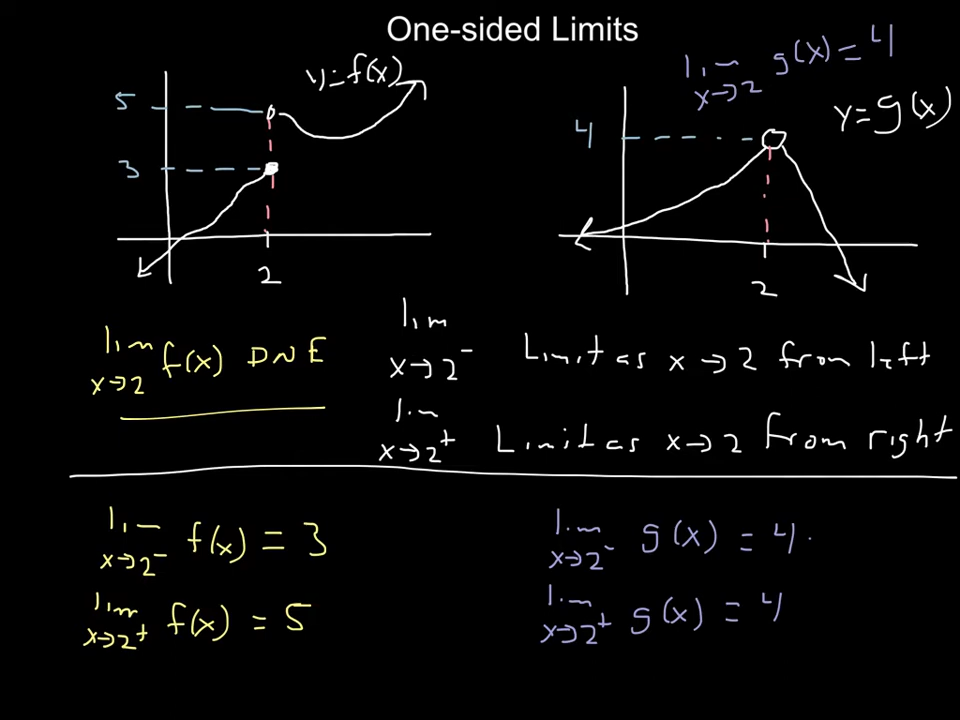 One-sided Limits
lim x→2 g(x) = 4
y = f(x)
5
3
2
y = g(x)
4
2
lim x→2 f(x) DNE
lim x→2⁻ Limit as x → 2 from left
lim x→2⁺ Limit as x → 2 from right
lim x→2⁻ f(x) = 3
lim x→2⁺ f(x) = 5
lim x→2⁻ g(x) = 4.
lim x→2⁺ g(x) = 4